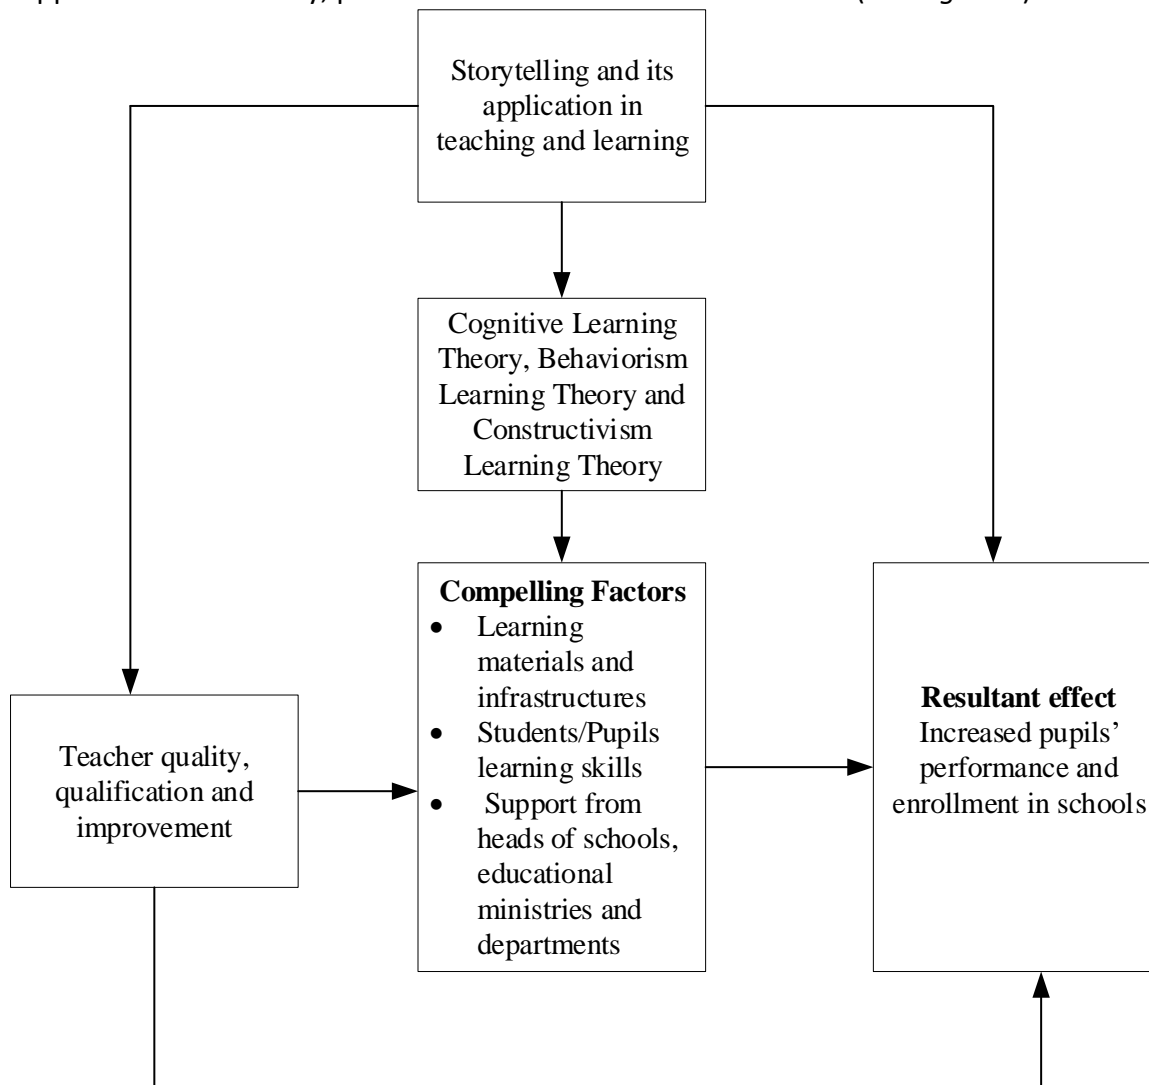 Storytelling and its
application in
teaching and learning
Cognitive Learning
Theory, Behaviorism
Learning Theory and
Constructivism
Learning Theory
Compelling Factors
• Learning
materials and
infrastructures
• Students/Pupils
learning skills
• Support from
heads of schools,
educational
ministries and
departments
Teacher quality,
qualification and
improvement
Resultant effect
Increased pupils’
performance and
enrollment in schools